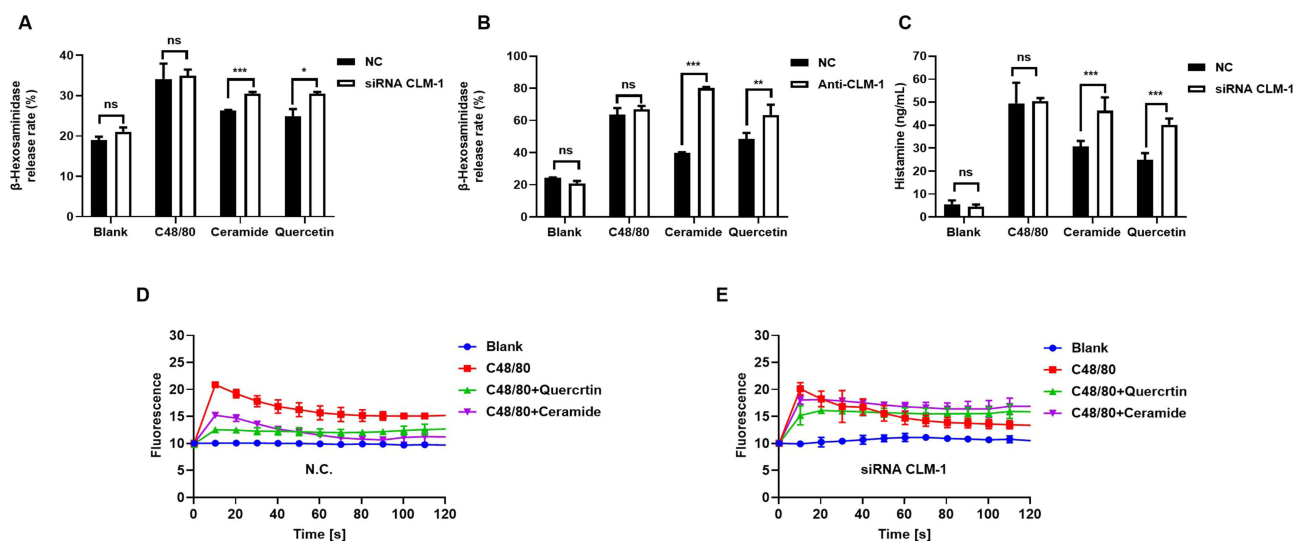 A
β-Hexosaminidase
release rate (%)
40
30
20
10
0
ns
ns
***
*
NC
siRNA CLM-1
Blank
C48/80
Ceramide
Quercetin
B
β-Hexosaminidase
release rate (%)
100
80
60
40
20
0
ns
ns
***
**
NC
Anti-CLM-1
Blank
C48/80
Ceramide
Quercetin
C
Histamine (ng/mL)
80
60
40
20
0
ns
ns
***
***
NC
siRNA CLM-1
Blank
C48/80
Ceramide
Quercetin
D
Fluorescence
30
25
20
15
10
5
0
0
20
40
60
80
100
120
Time [s]
N.C.
Blank
C48/80
C48/80+Quercrtin
C48/80+Ceramide
E
Fluorescence
30
25
20
15
10
5
0
0
20
40
60
80
100
120
Time [s]
siRNA CLM-1
Blank
C48/80
C48/80+Quercrtin
C48/80+Ceramide